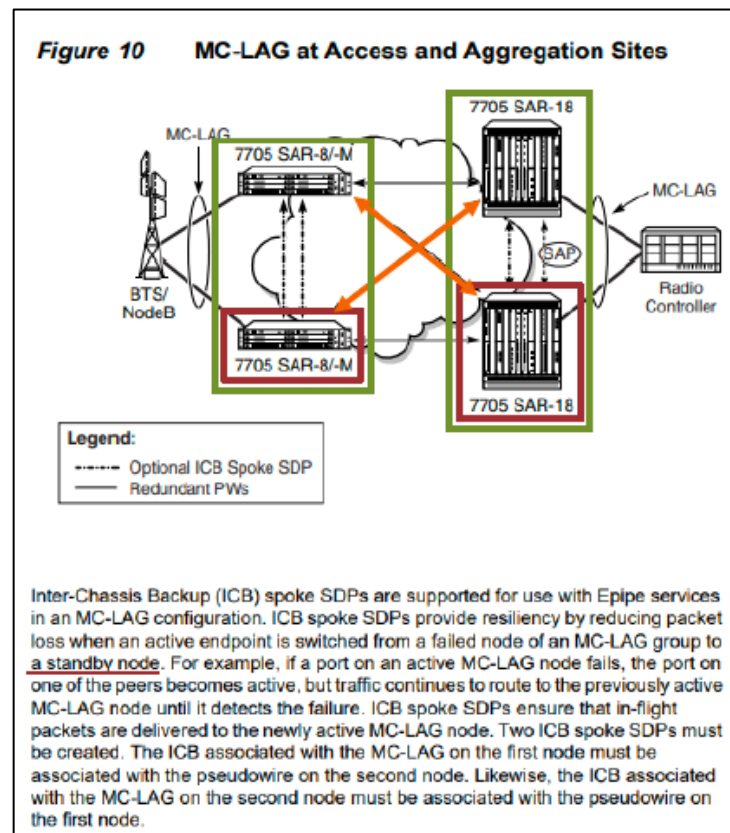 Figure 10 MC-LAG at Access and Aggregation Sites
7705 SAR-18
MC-LAG
7705 SAR-8/-M
MC-LAG
SAP
BTS/
NodeB
Radio
Controller
7705 SAR-8/-M
7705 SAR-18
Legend:
Optional ICB Spoke SDP
Redundant PWs
Inter-Chassis Backup (ICB) spoke SDPs are supported for use with Epipe services
in an MC-LAG configuration. ICB spoke SDPs provide resiliency by reducing packet
loss when an active endpoint is switched from a failed node of an MC-LAG group to
a standby node. For example, if a port on an active MC-LAG node fails, the port on
one of the peers becomes active, but traffic continues to route to the previously active
MC-LAG node until it detects the failure. ICB spoke SDPs ensure that in-flight
packets are delivered to the newly active MC-LAG node. Two ICB spoke SDPs must
be created. The ICB associated with the MC-LAG on the first node must be
associated with the pseudowire on the second node. Likewise, the ICB associated
with the MC-LAG on the second node must be associated with the pseudowire on
the first node.